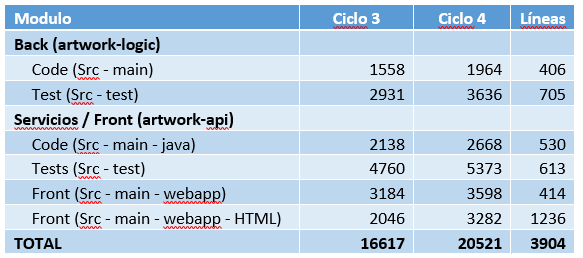 Modulo Ciclo 3 Ciclo 4 Líneas
Back (artwork-logic)
Code (Src - main) 1558 1964 406
Test (Src - test) 2931 3636 705
Servicios / Front (artwork-api)
Code (Src - main - java) 2138 2668 530
Tests (Src - test) 4760 5373 613
Front (Src - main - webapp) 3184 3598 414
Front (Src - main - webapp - HTML) 2046 3282 1236
TOTAL 16617 20521 3904